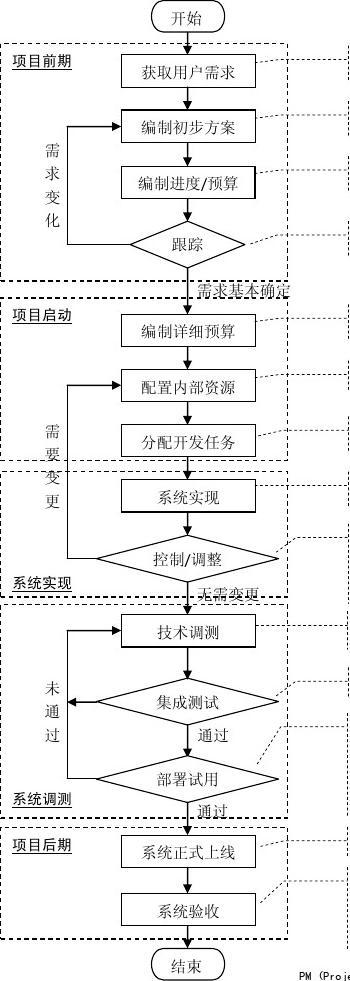 开始
项目前期
获取用户需求
编制初步方案
需求变化
编制进度/预算
跟踪
需求基本确定
项目启动
编制详细预算
配置内部资源
需要变更
分配开发任务
系统实现
控制/调整
系统实现
无需变更
技术调测
未通过
集成测试
通过
部署试用
系统调测
通过
项目后期
系统正式上线
系统验收
结束
PM (Proje